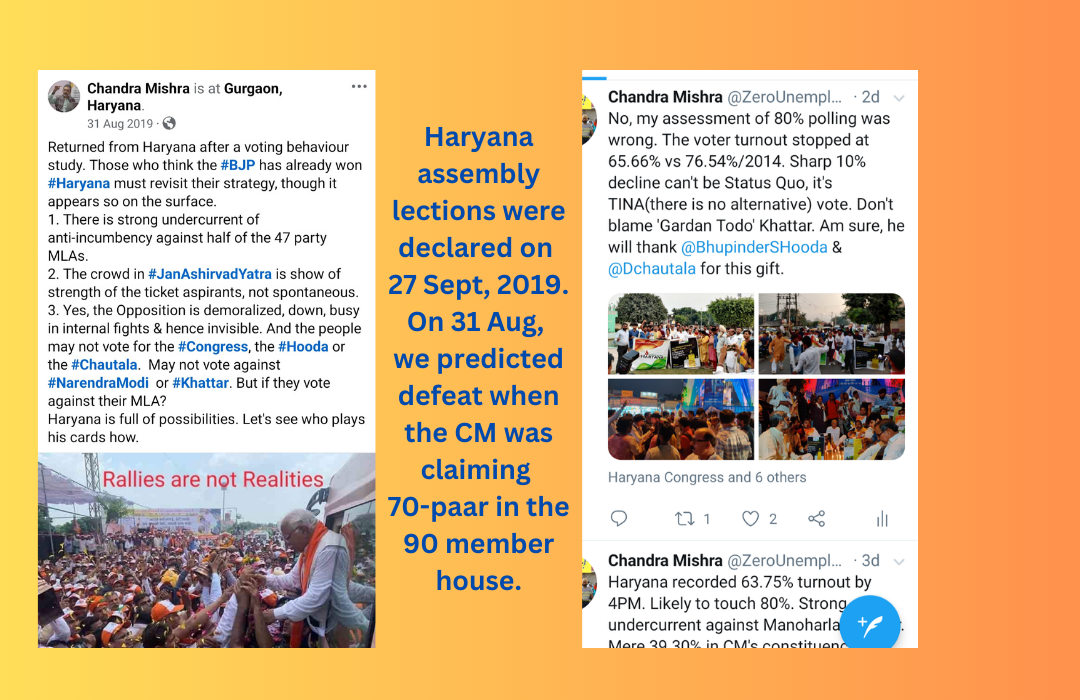 Chandra Mishra is at Gurgaon,
Haryana.
31 Aug 2019 ·
Returned from Haryana after a voting behaviour
study. Those who think the #BJP has already won
#Haryana must revisit their strategy, though it
appears so on the surface.
1. There is strong undercurrent of
anti-incumbency against half of the 47 party
MLAs.
2. The crowd in #JanAshirvadYatra is show of
strength of the ticket aspirants, not spontaneous.
3. Yes, the Opposition is demoralized, down, busy
in internal fights & hence invisible. And the people
may not vote for the #Congress, the #Hooda or
the #Chautala. May not vote against
#NarendraModi or #Khattar. But if they vote
against their MLA?
Haryana is full of possibilities. Let's see who plays
his cards how.
Rallies are not Realities
Haryana
assembly
lections were
declared on
27 Sept, 2019.
On 31 Aug,
we predicted
defeat when
the CM was
claiming
70-paar in the
90 member
house.
Chandra Mishra @ZeroUnempl... · 2d
No, my assessment of 80% polling was
wrong. The voter turnout stopped at
65.66% vs 76.54%/2014. Sharp 10%
decline can't be Status Quo, it's
TINA(there is no alternative) vote. Don't
blame 'Gardan Todo' Khattar. Am sure, he
will thank @BhupinderSHooda &
@Dchautala for this gift.
Haryana Congress and 6 others
1 2
Chandra Mishra @ZeroUnempl... · 3d
Haryana recorded 63.75% turnout by
4PM. Likely to touch 80%. Strong
undercurrent against Manoharla
Mere 39.30% in CM's constituenc